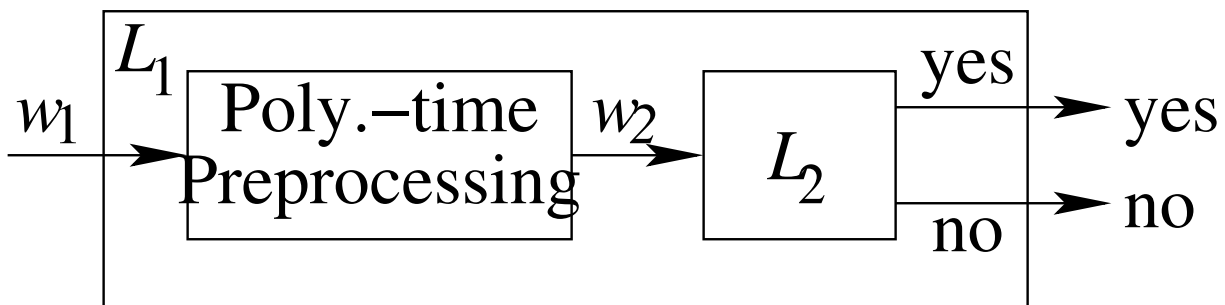 L1
w1
Poly.–time
Preprocessing
w2
L2
yes
no
yes
no